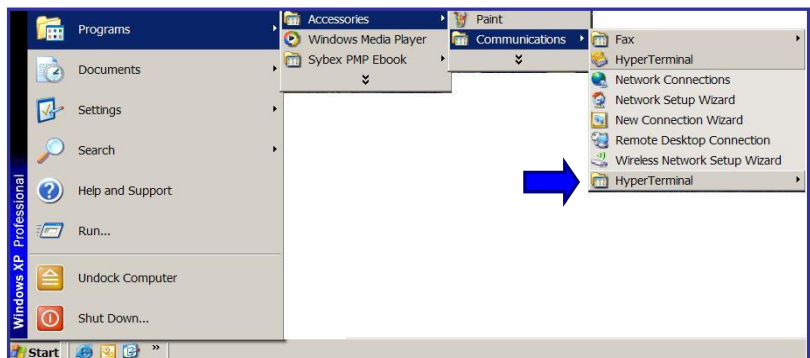 Programs
Documents
Settings
Search
Help and Support
Run...
Undock Computer
Shut Down...
Windows XP Professional
Start
»
Accessories
Windows Media Player
Sybex PMP Ebook
Paint
Communications
Fax
HyperTerminal
Network Connections
Network Setup Wizard
New Connection Wizard
Remote Desktop Connection
Wireless Network Setup Wizard
HyperTerminal